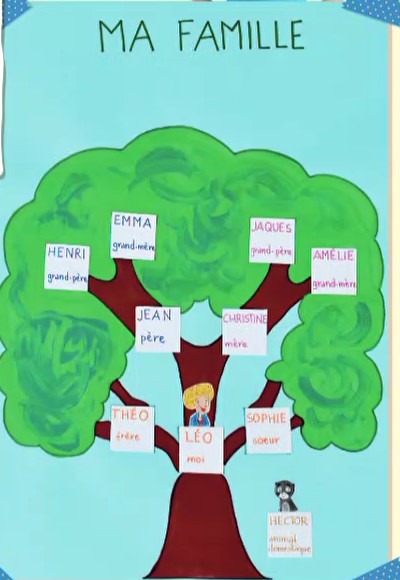 MA FAMILLE
EMMA
grand-mère
JAQUES
grand-père
HENRI
grand-père
AMÉLIE
grand-mère
JEAN
père
CHRISTINE
mère
THÉO
frère
LÉO
moi
SOPHIE
soeur
HECTOR
animal
domestique